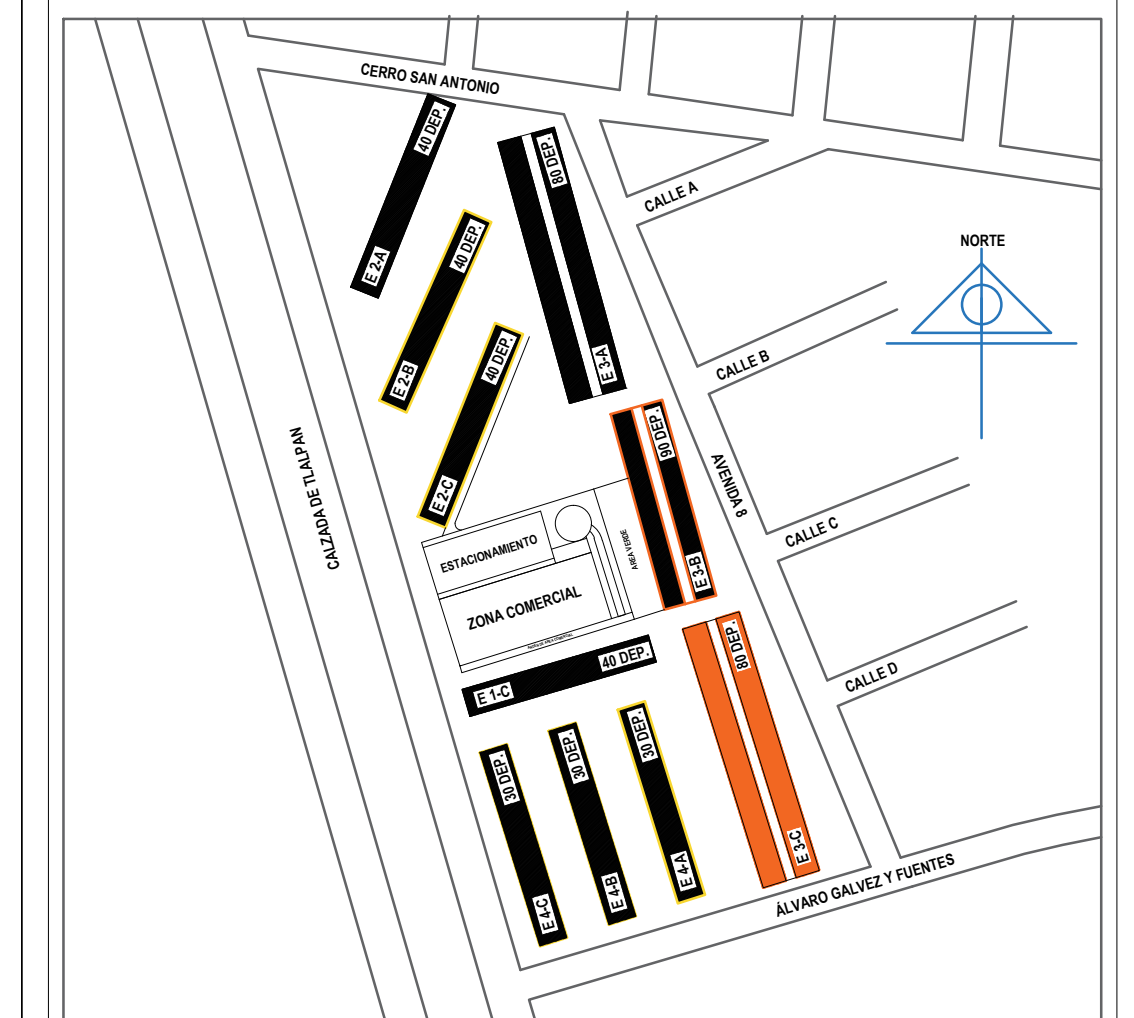 CERRO SAN ANTONIO
40 DEP.
80 DEP.
CALLE A
NORTE
40 DEP.
E 2-A
40 DEP.
E 3-A
CALLE B
E 2-B
90 DEP.
CALZADA DE TLALPAN
AVENIDA 8
E 2-C
CALLE C
ESTACIONAMIENTO
AREA VERDE
E 3-B
ZONA COMERCIAL
40 DEP.
80 DEP.
CALLE D
E 1-C
30 DEP.
30 DEP.
30 DEP.
E 3-C
E 4-A
E 4-B
E 4-C
ÁLVARO GALVEZ Y FUENTES